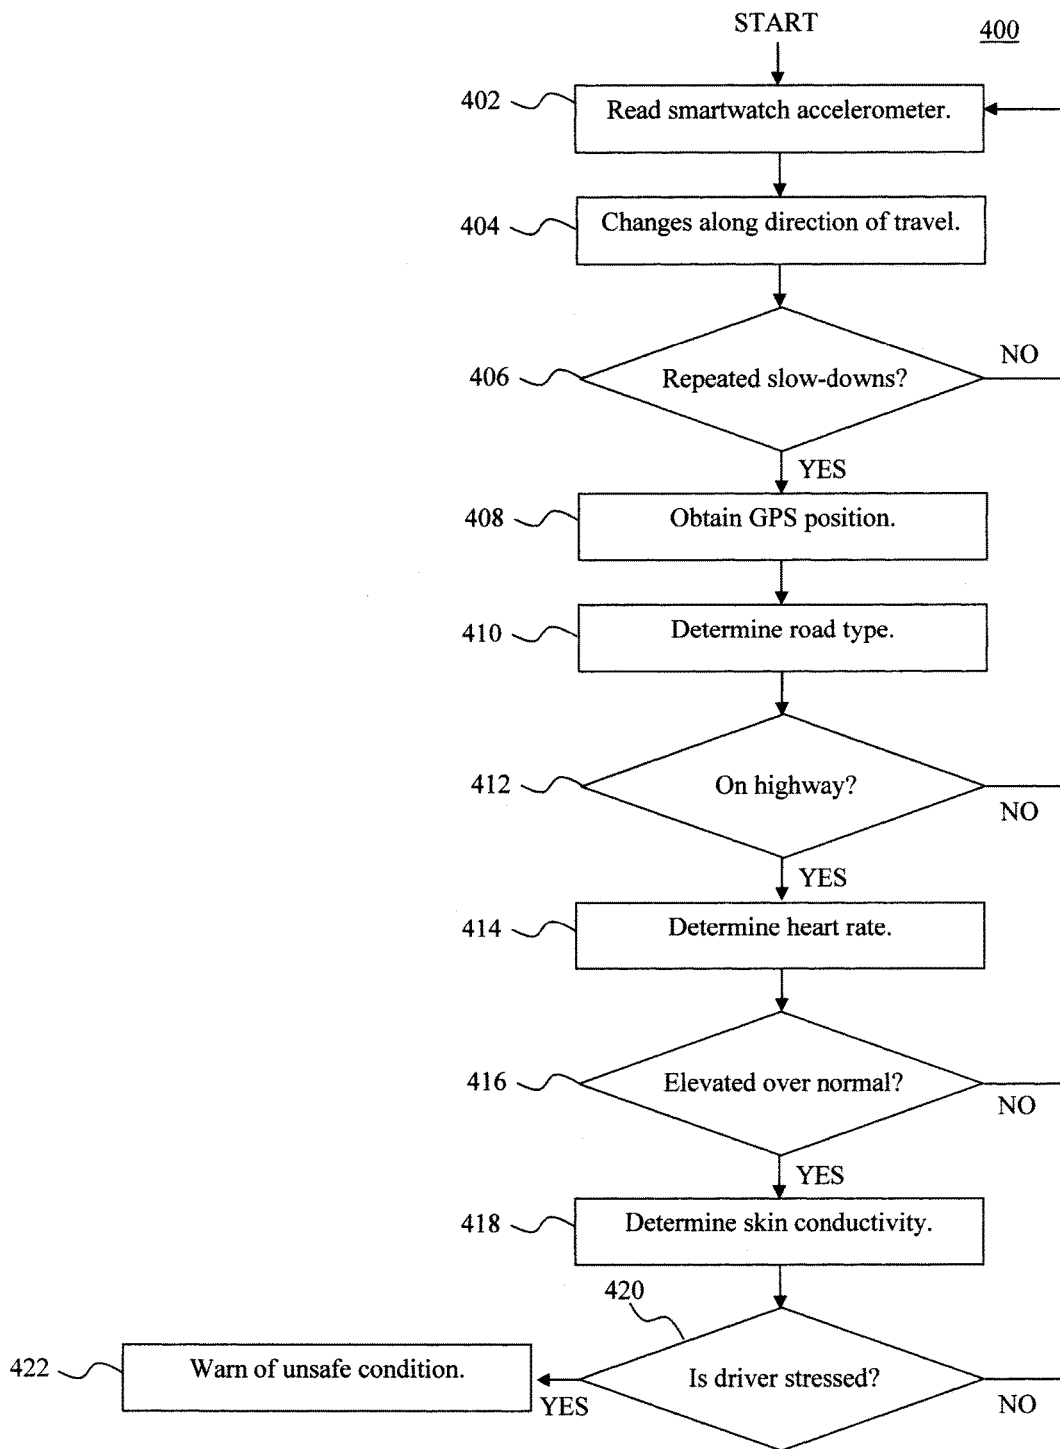 START
400
402
Read smartwatch accelerometer.
404
Changes along direction of travel.
406
Repeated slow-downs?
NO
YES
408
Obtain GPS position.
410
Determine road type.
412
On highway?
NO
YES
414
Determine heart rate.
416
Elevated over normal?
NO
YES
418
Determine skin conductivity.
420
422
Warn of unsafe condition.
YES
Is driver stressed?
NO